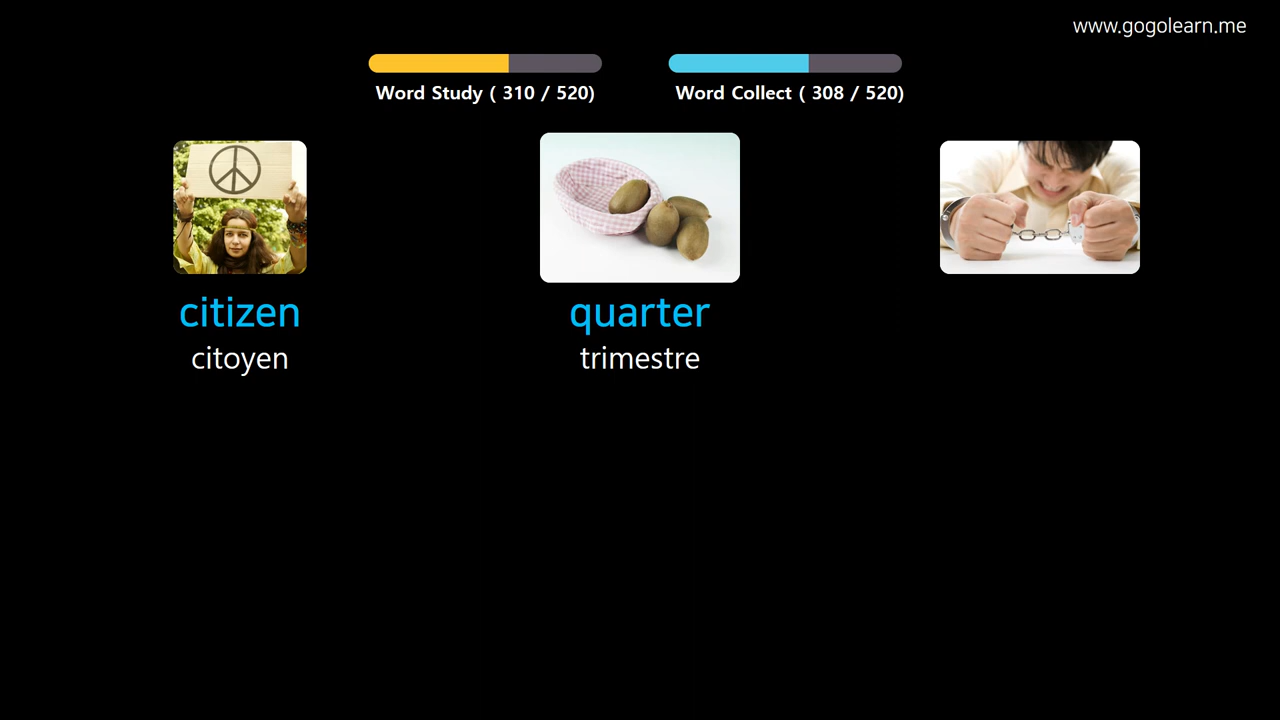 www.gogolearn.me
Word Study ( 310 / 520)
Word Collect ( 308 / 520)
citizen
citoyen
quarter
trimestre